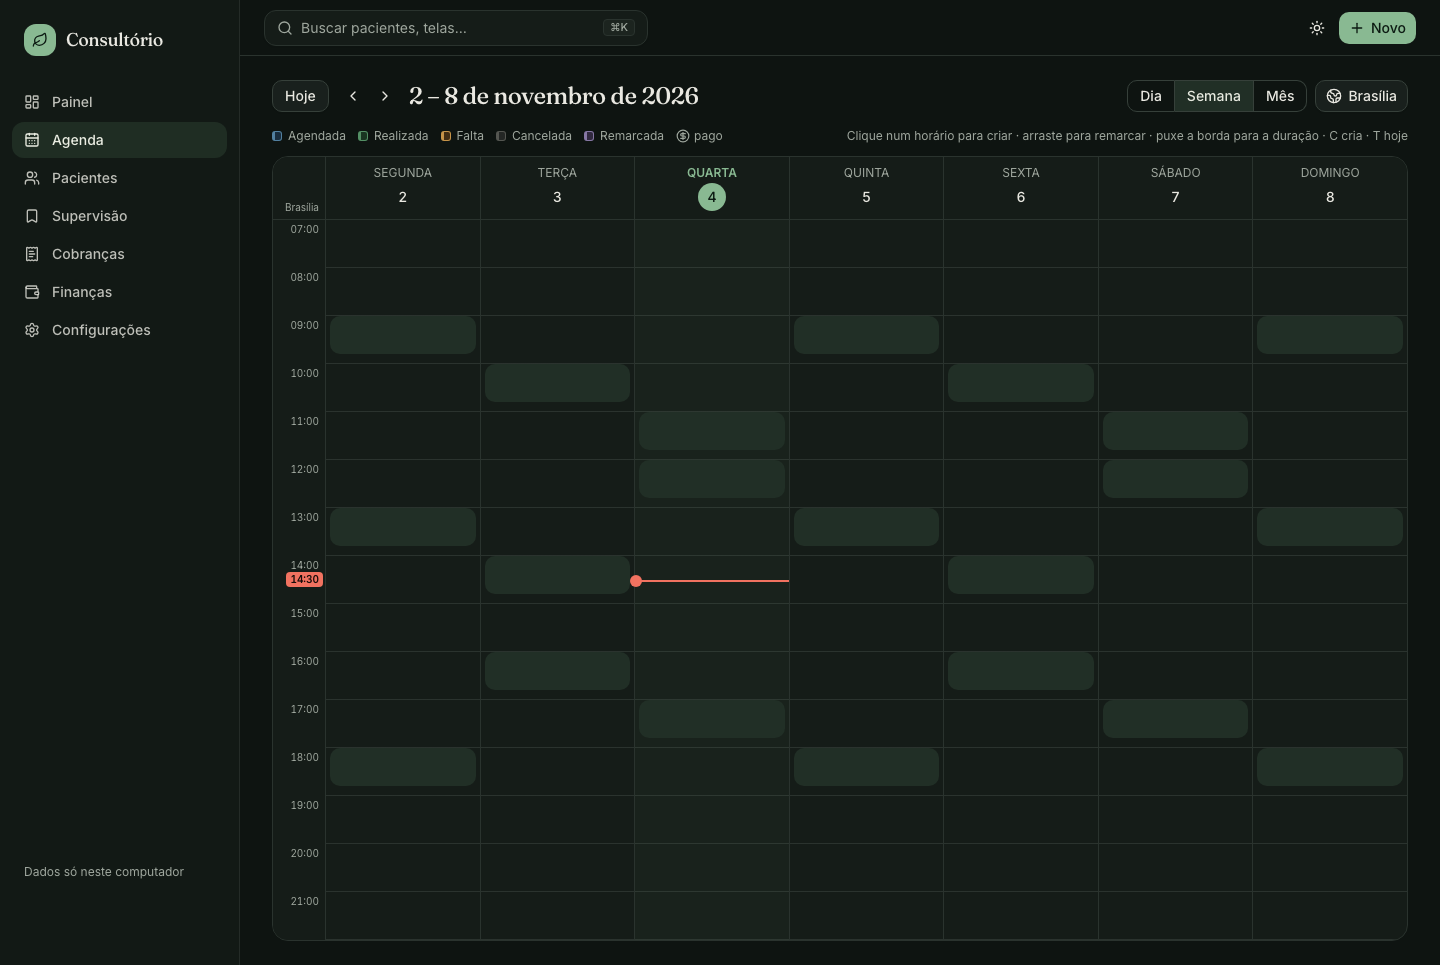 Consultório
Buscar pacientes, telas...
⌘K
Novo
Painel
Agenda
Pacientes
Supervisão
Cobranças
Finanças
Configurações
Dados só neste computador
Hoje
2 – 8 de novembro de 2026
Dia Semana Mês
Brasília
Agendada Realizada Falta Cancelada Remarcada pago
Clique num horário para criar · arraste para remarcar · puxe a borda para a duração · C cria · T hoje
SEGUNDA TERÇA QUARTA QUINTA SEXTA SÁBADO DOMINGO
Brasília 2 3 4 5 6 7 8
07:00
08:00
09:00
10:00
11:00
12:00
13:00
14:00
14:30
15:00
16:00
17:00
18:00
19:00
20:00
21:00